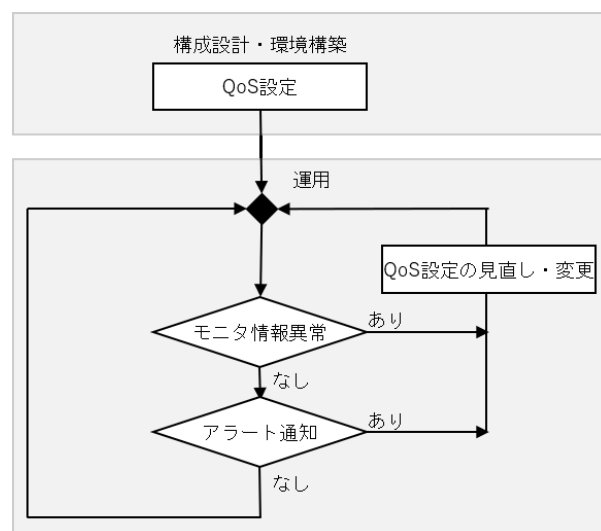 構成設計・環境構築
QoS設定
運用
QoS設定の見直し・変更
モニタ情報異常
あり
なし
アラート通知
あり
なし